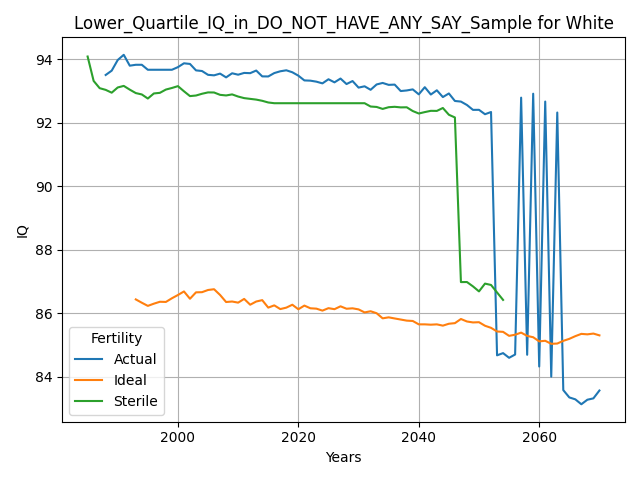 Lower_Quartile_IQ_in_DO_NOT_HAVE_ANY_SAY_Sample for White
IQ
94
92
90
88
86
84
Fertility
Actual
Ideal
Sterile
2000
2020
2040
2060
Years